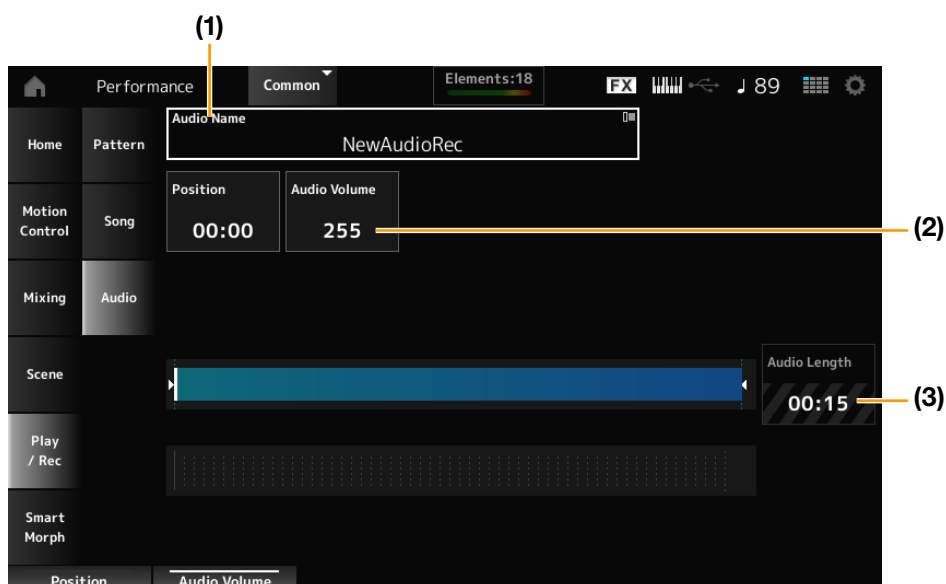 (1)
Performance
Common
Elements:18
FX
89
Home
Pattern
Audio Name
NewAudioRec
Position
00:00
Audio Volume
255
(2)
Motion
Control
Song
Mixing
Audio
Scene
Audio Length
00:15
(3)
Play
/ Rec
Smart
Morph
Position
Audio Volume